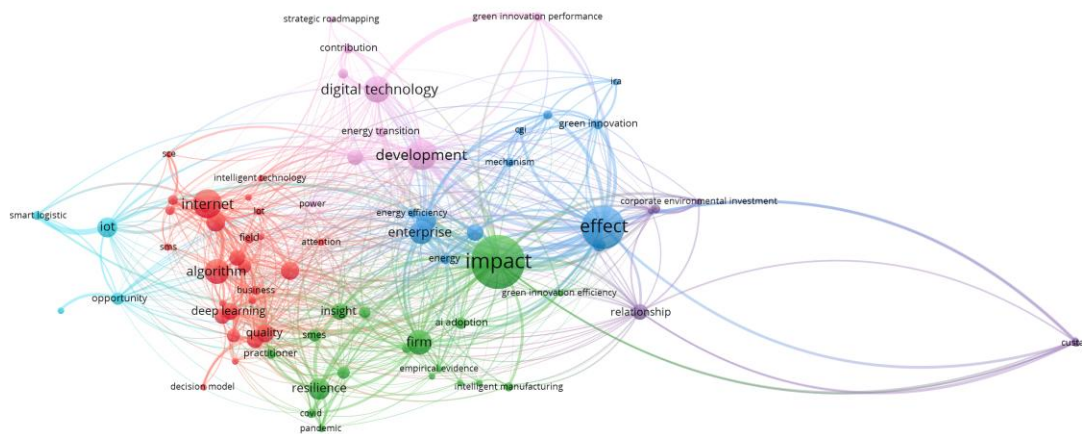 strategic roadmapping
green innovation performance
contribution
digital technology
ira
energy transition
cgi
green innovation
sce
development
mechanism
intelligent technology
internet
power
energy efficiency
corporate environmental investment
smart logistic
iot
Iot
field
enterprise
effect
sms
attention
energy
impact
algorithm
opportunity
business
green innovation efficiency
deep learning
insight
relationship
ai adoption
quality
smes
firm
custa
practitioner
empirical evidence
decision model
resilience
intelligent manufacturing
covid
pandemic